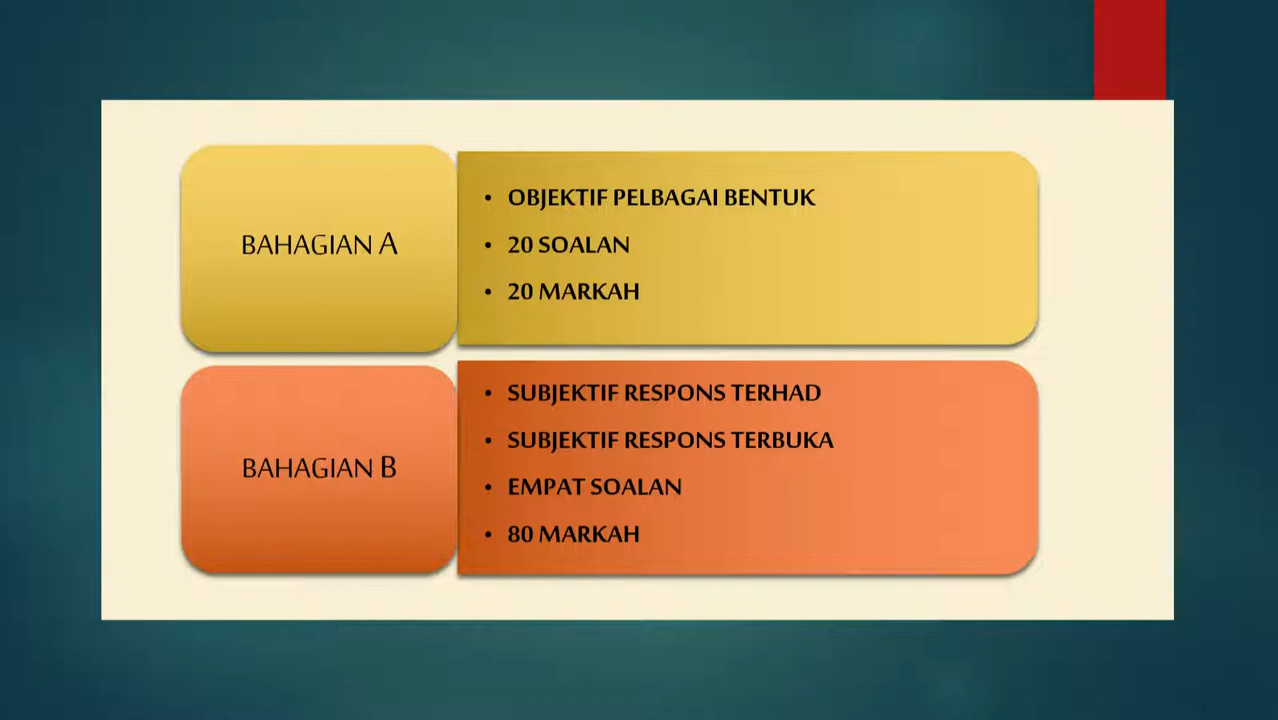 BAHAGIAN A
• OBJEKTIF PELBAGAI BENTUK
• 20 SOALAN
• 20 MARKAH
BAHAGIAN B
• SUBJEKTIF RESPONS TERHAD
• SUBJEKTIF RESPONS TERBUKA
• EMPAT SOALAN
• 80 MARKAH